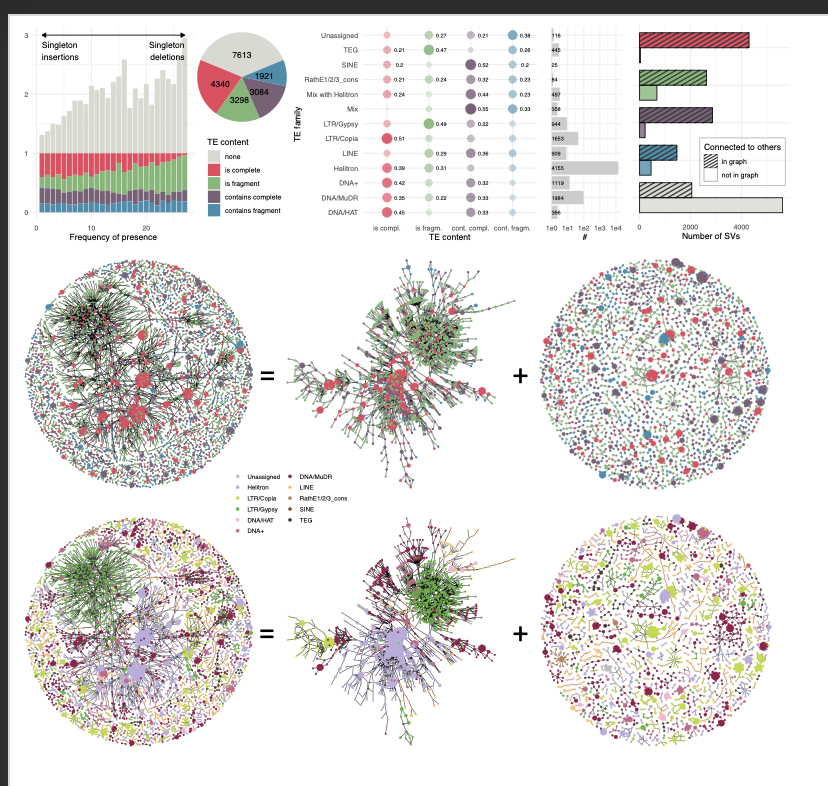 3
2
1
0
Singleton insertions
Singleton deletions
0
10
20
Frequency of presence
7613
1921
3084
3298
4340
TE content
none
is complete
is fragment
contains complete
contains fragment
TE family
Unassigned 0.27 0.21 0.38 116
TEG 0.21 0.47 0.26 445
SINE 0.2 0.52 0.2 25
RathE1/2/3_cons 0.21 0.24 0.32 0.23 84
Mix with Helitron 0.24 0.44 0.23 497
Mix 0.55 0.33 358
LTR/Gypsy 0.49 0.22 944
LTR/Copia 0.51 1653
LINE 0.29 0.36 909
Helitron 0.39 0.31 4155
DNA+ 0.42 0.32 1119
DNA/MuDR 0.35 0.22 0.33 1984
DNA/HAT 0.45 0.33 366
is compl.
is fragm.
cont. compl.
cont. fragm.
TE content
1e0 1e1 1e2 1e3 1e4
#
Connected to others
in graph
not in graph
0 2000 4000
Number of SVs
=
+
Unassigned
Helitron
LTR/Copia
LTR/Gypsy
DNA/HAT
DNA+
DNA/MuDR
LINE
RathE1/2/3_cons
SINE
TEG
=
+